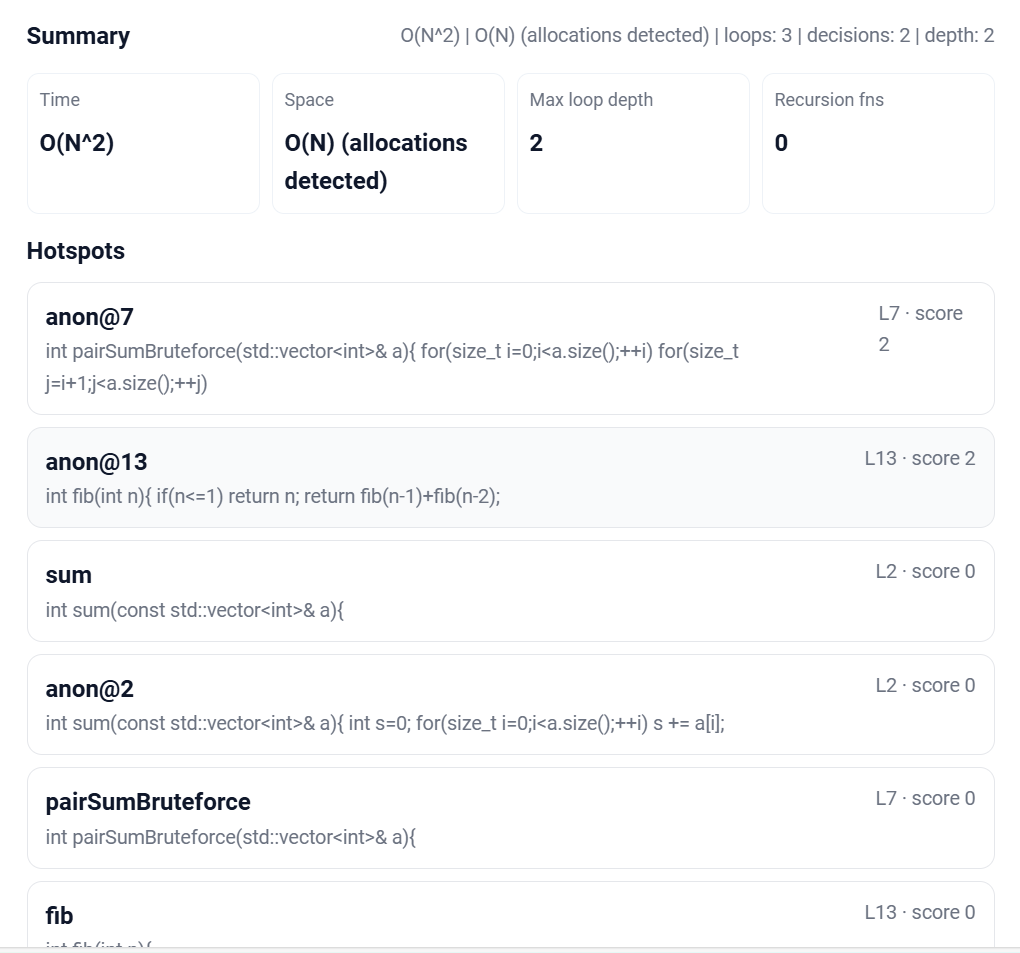 Summary
O(N^2) | O(N) (allocations detected) | loops: 3 | decisions: 2 | depth: 2
Time
O(N^2)
Space
O(N) (allocations
detected)
Max loop depth
2
Recursion fns
0
Hotspots
anon@7
L7 · score
2
int pairSumBruteforce(std::vector<int>& a){ for(size_t i=0;i<a.size();++i) for(size_t
j=i+1;j<a.size();++j)
anon@13
L13 · score 2
int fib(int n){ if(n<=1) return n; return fib(n-1)+fib(n-2);
sum
L2 · score 0
int sum(const std::vector<int>& a){
anon@2
L2 · score 0
int sum(const std::vector<int>& a){ int s=0; for(size_t i=0;i<a.size();++i) s += a[i];
pairSumBruteforce
L7 · score 0
int pairSumBruteforce(std::vector<int>& a){
fib
L13 · score 0
int fib(int n){